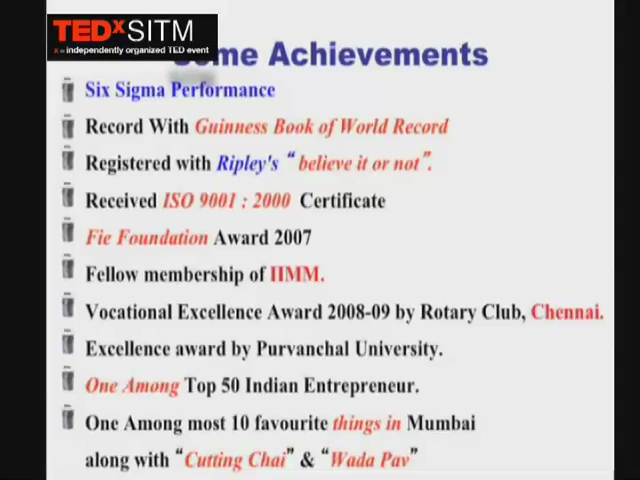 TEDxSITM
x = independently organized TED event
Some Achievements
Six Sigma Performance
Record With Guinness Book of World Record
Registered with Ripley's “ believe it or not”.
Received ISO 9001 : 2000 Certificate
Fie Foundation Award 2007
Fellow membership of IIMM.
Vocational Excellence Award 2008-09 by Rotary Club, Chennai.
Excellence award by Purvanchal University.
One Among Top 50 Indian Entrepreneur.
One Among most 10 favourite things in Mumbai
along with “Cutting Chai” & “Wada Pav”